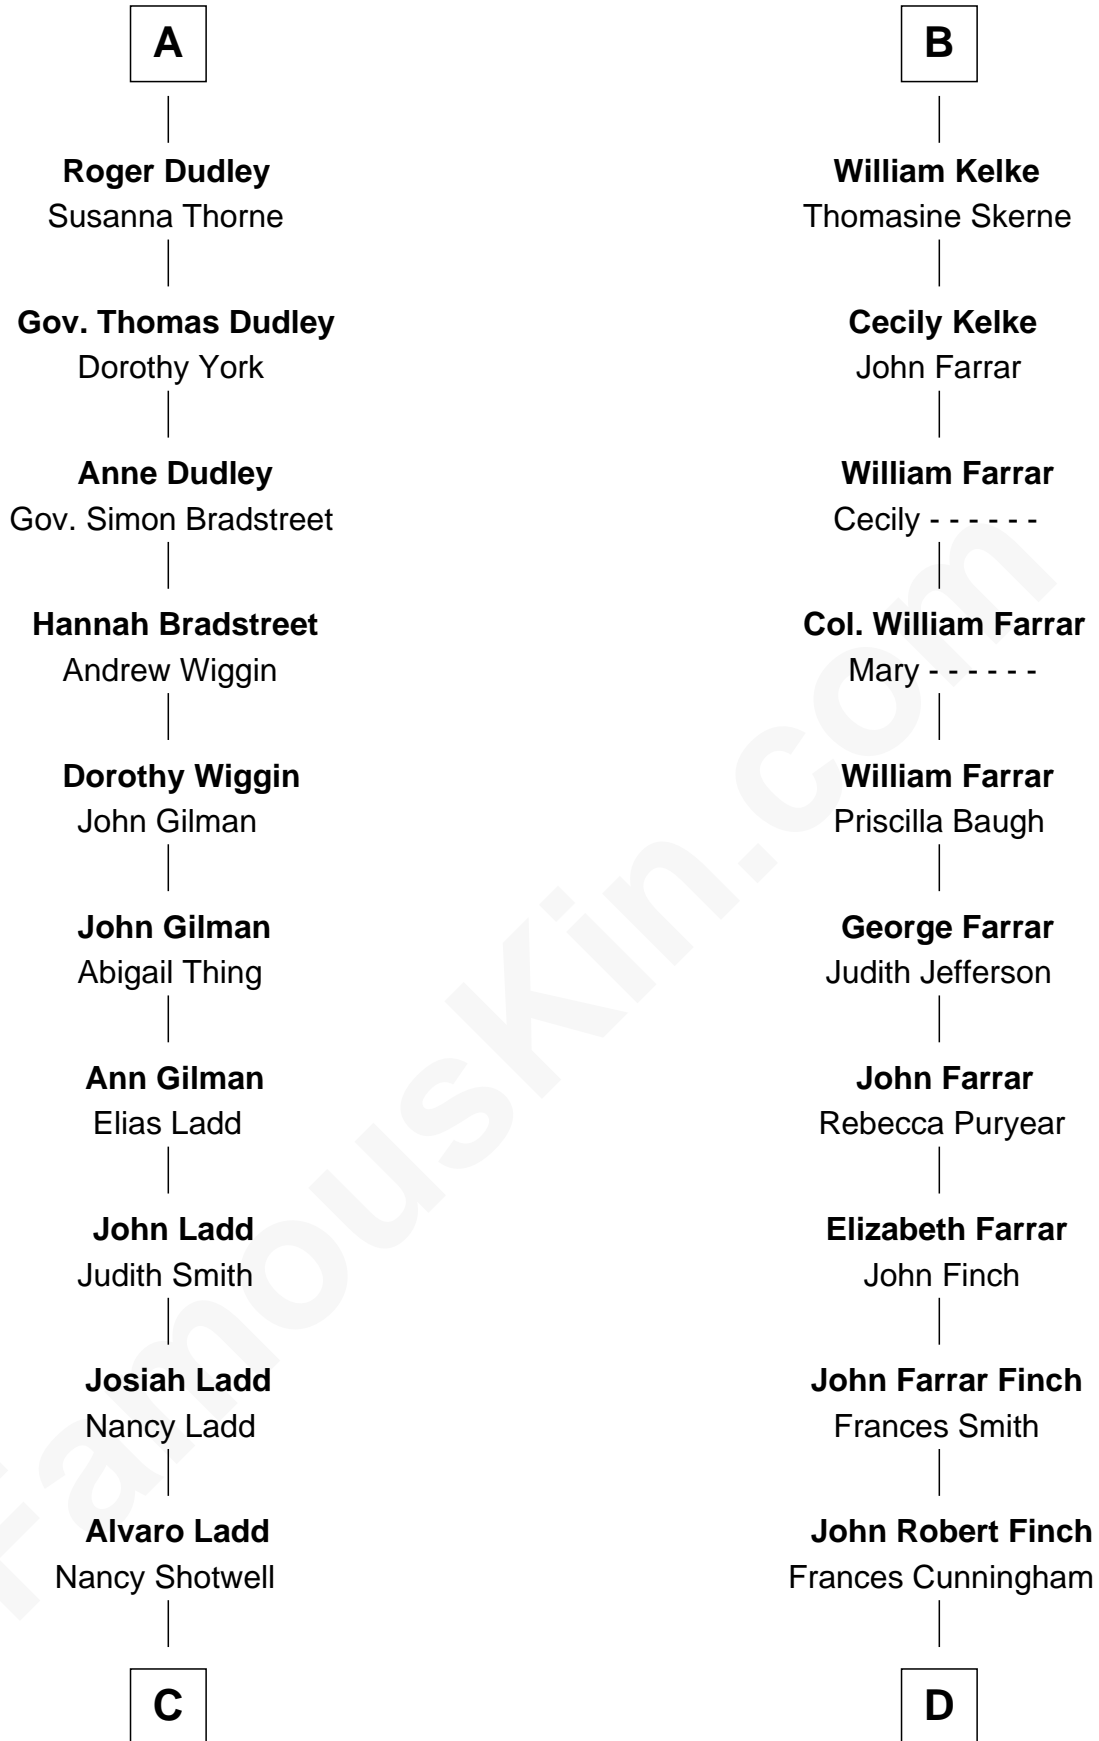 A
Roger Dudley
Susanna Thorne
Gov. Thomas Dudley
Dorothy York
Anne Dudley
Gov. Simon Bradstreet
Hannah Bradstreet
Andrew Wiggin
Dorothy Wiggin
John Gilman
John Gilman
Abigail Thing
Ann Gilman
Elias Ladd
John Ladd
Judith Smith
Josiah Ladd
Nancy Ladd
Alvaro Ladd
Nancy Shotwell
C
B
William Kelke
Thomasine Skerne
Cecily Kelke
John Farrar
William Farrar
Cecily - - - - - -
Col. William Farrar
Mary - - - - - -
William Farrar
Priscilla Baugh
George Farrar
Judith Jefferson
John Farrar
Rebecca Puryear
Elizabeth Farrar
John Finch
John Farrar Finch
Frances Smith
John Robert Finch
Frances Cunningham
D
FamousKin.com